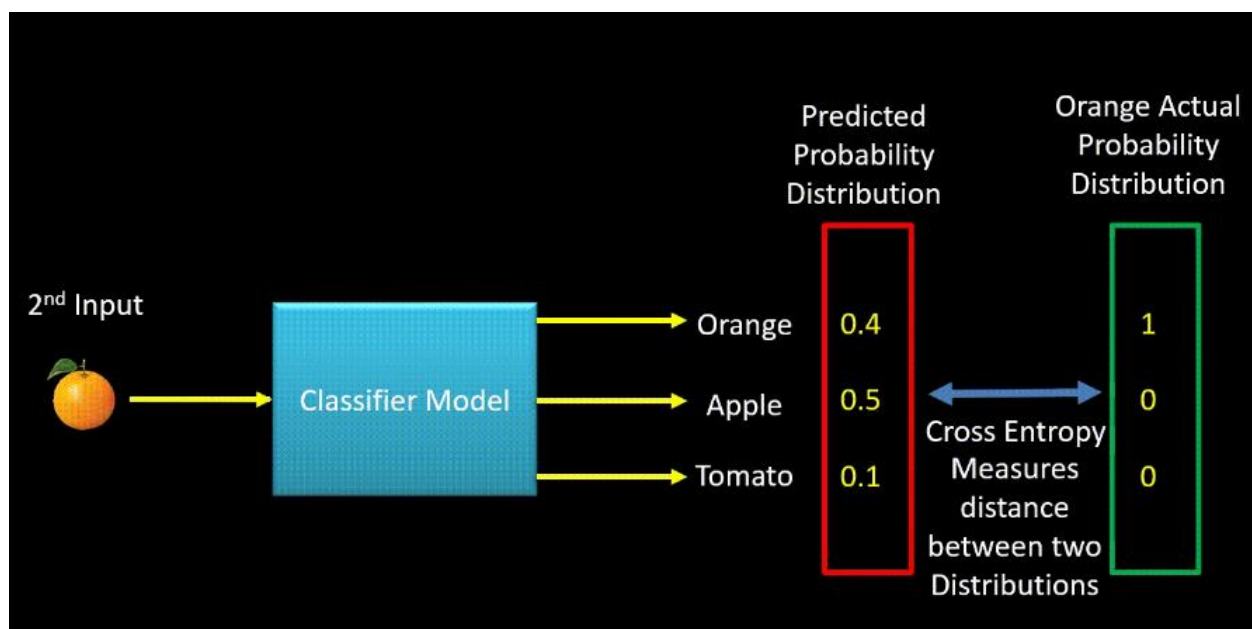 Predicted
Probability
Distribution
Orange Actual
Probability
Distribution
2nd Input
Classifier Model
Orange
0.4
1
Apple
0.5
0
Tomato
0.1
0
Cross Entropy
Measures
distance
between two
Distributions